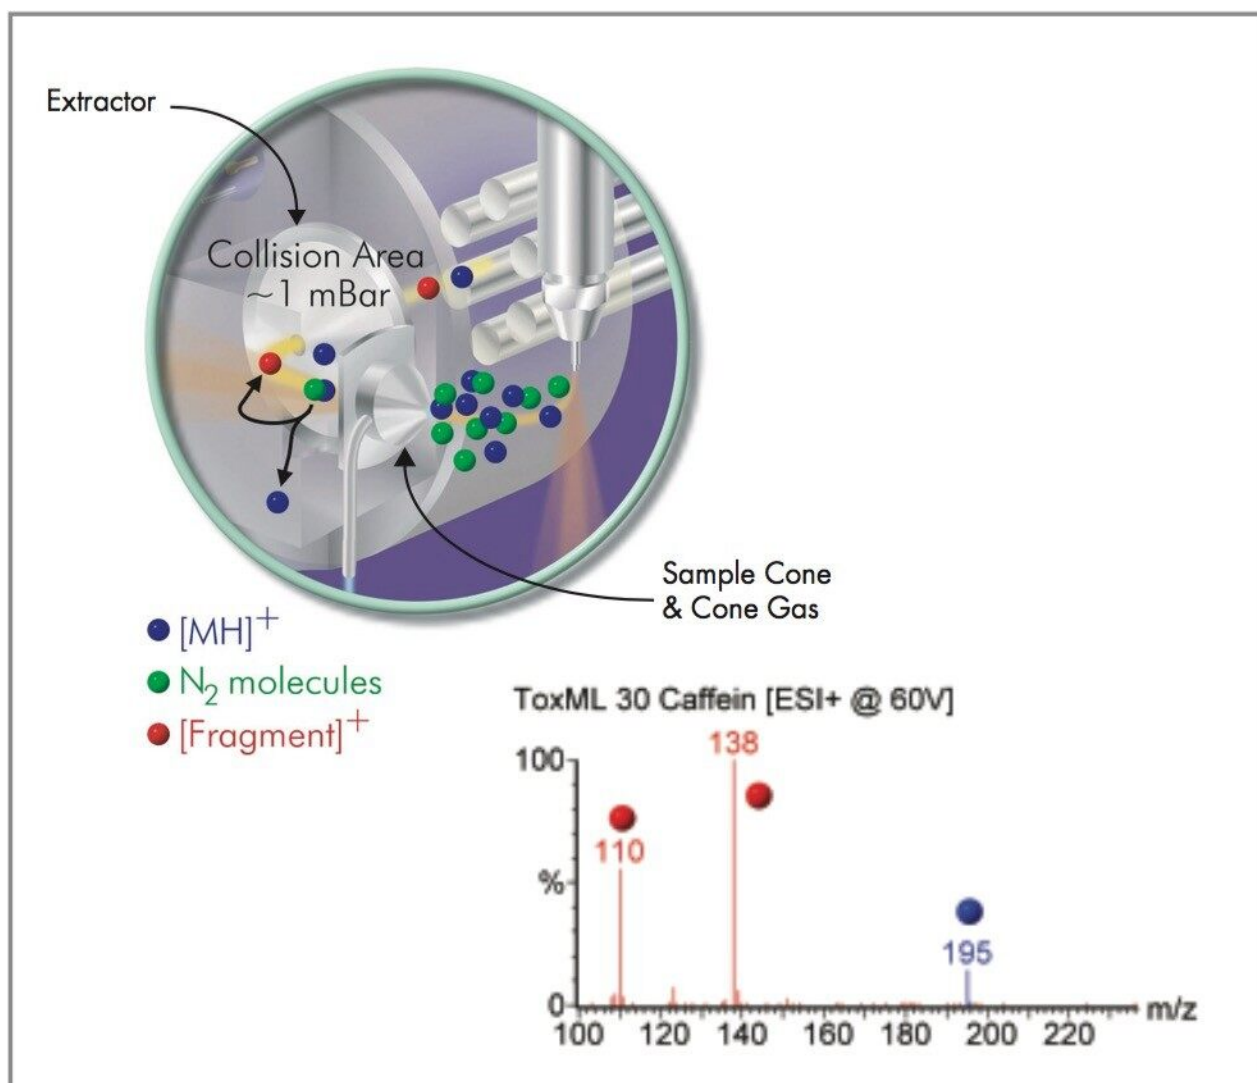 Extractor
Collision Area
~1 mBar
Sample Cone
& Cone Gas
[MH]+
N2 molecules
[Fragment]+
ToxML 30 Caffein [ESI+ @ 60V]
138
100
110
%
195
0
m/z
100 120 140 160 180 200 220